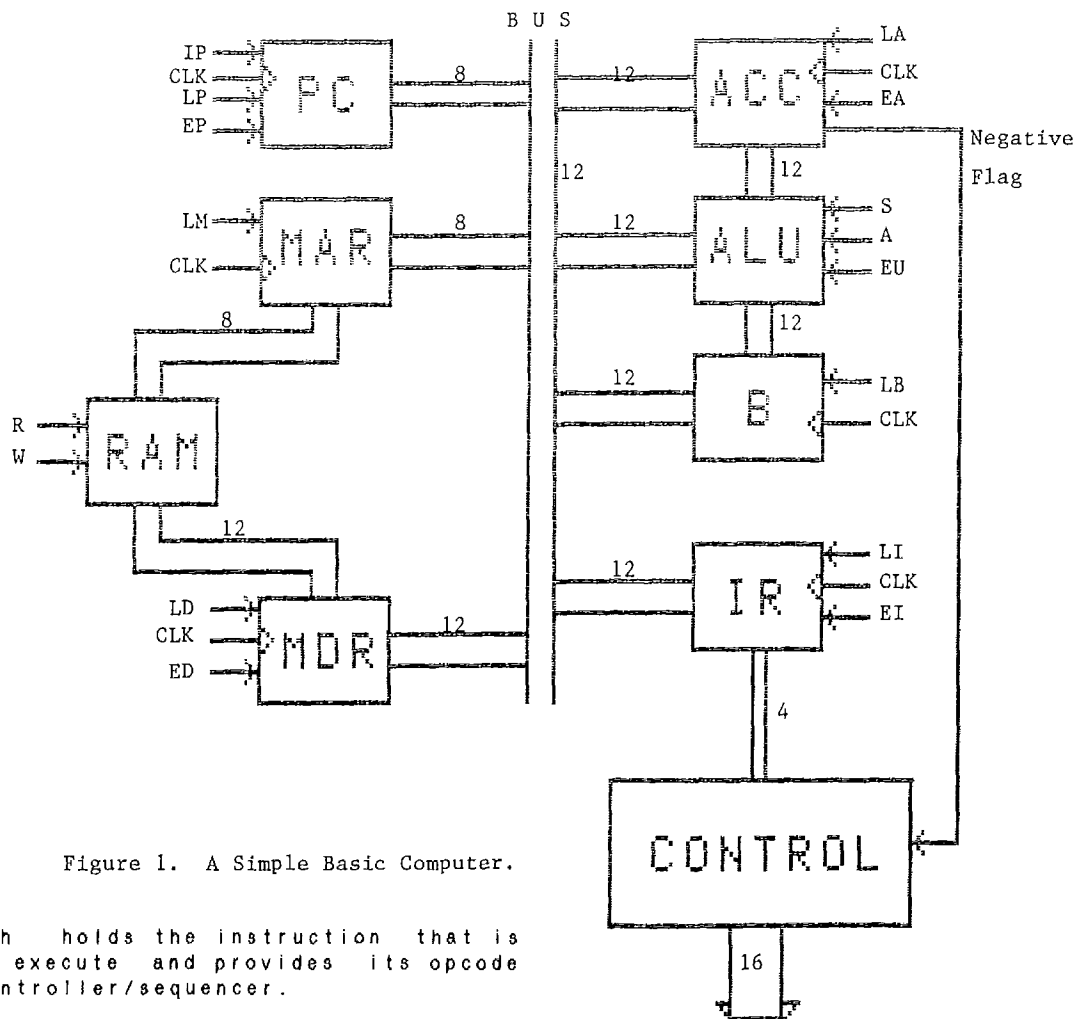 B U S
IP
CLK
LP
EP
PC
8
12
ACC
LA
CLK
EA
Negative
Flag
12
12
LM
CLK
MAR
8
12
ALU
S
A
EU
8
12
R
W
RAM
12
B
LB
CLK
12
LD
CLK
ED
MDR
12
12
IR
LI
CLK
EI
4
CONTROL
16
Figure 1. A Simple Basic Computer.
h holds the instruction that is
execute and provides its opcode
ntroller/sequencer.